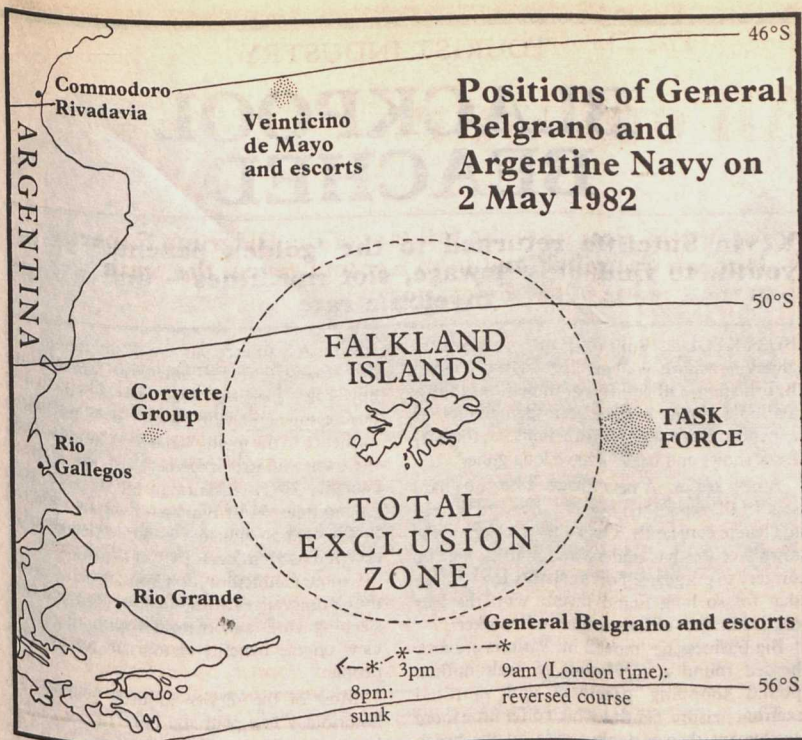 46°S
Positions of General
Belgrano and
Argentine Navy on
2 May 1982
Commodoro
Rivadavia
Veinticino
de Mayo
and escorts
ARGENTINA
50°S
FALKLAND
ISLANDS
Corvette
Group
TASK
FORCE
Rio
Gallegos
TOTAL
EXCLUSION
ZONE
Rio Grande
General Belgrano and escorts
3pm
9am (London time):
reversed course
8pm:
sunk
56°S